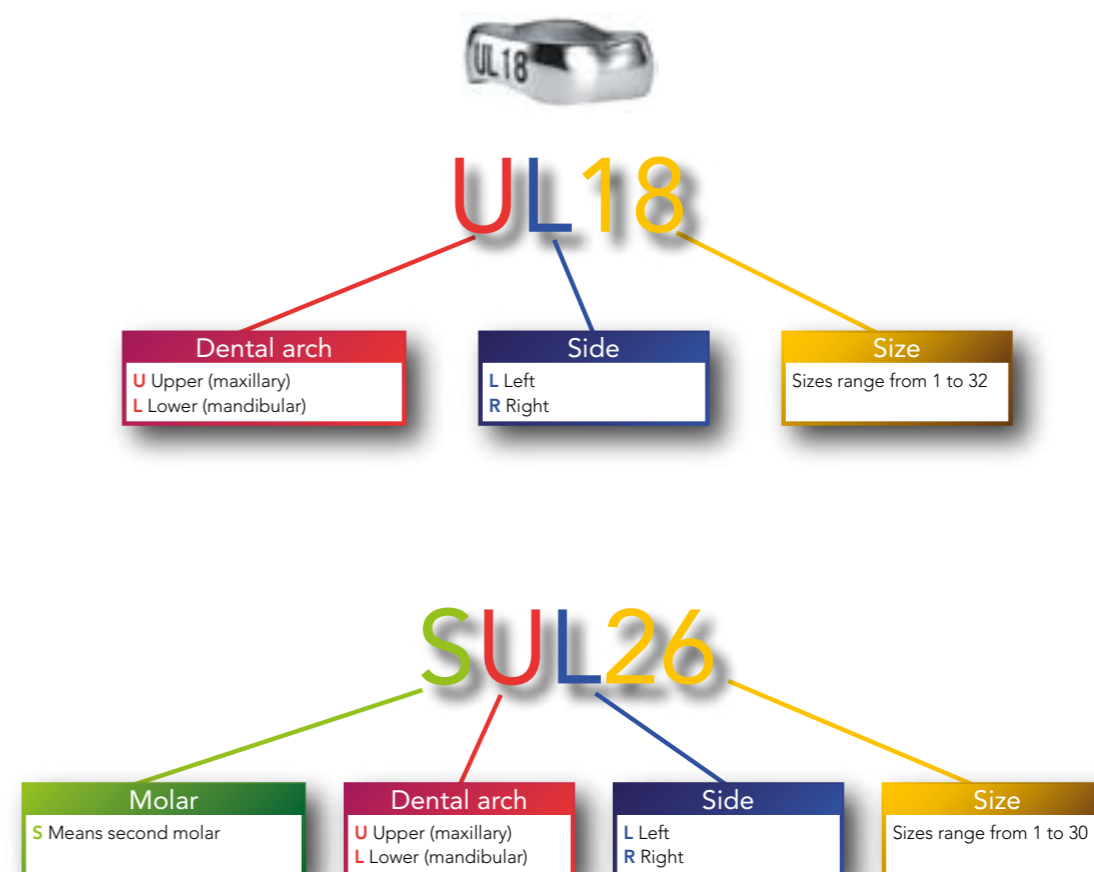 UL18
UL18
Dental arch
U Upper (maxillary)
L Lower (mandibular)
Side
L Left
R Right
Size
Sizes range from 1 to 32
SUL26
Molar
S Means second molar
Dental arch
U Upper (maxillary)
L Lower (mandibular)
Side
L Left
R Right
Size
Sizes range from 1 to 30